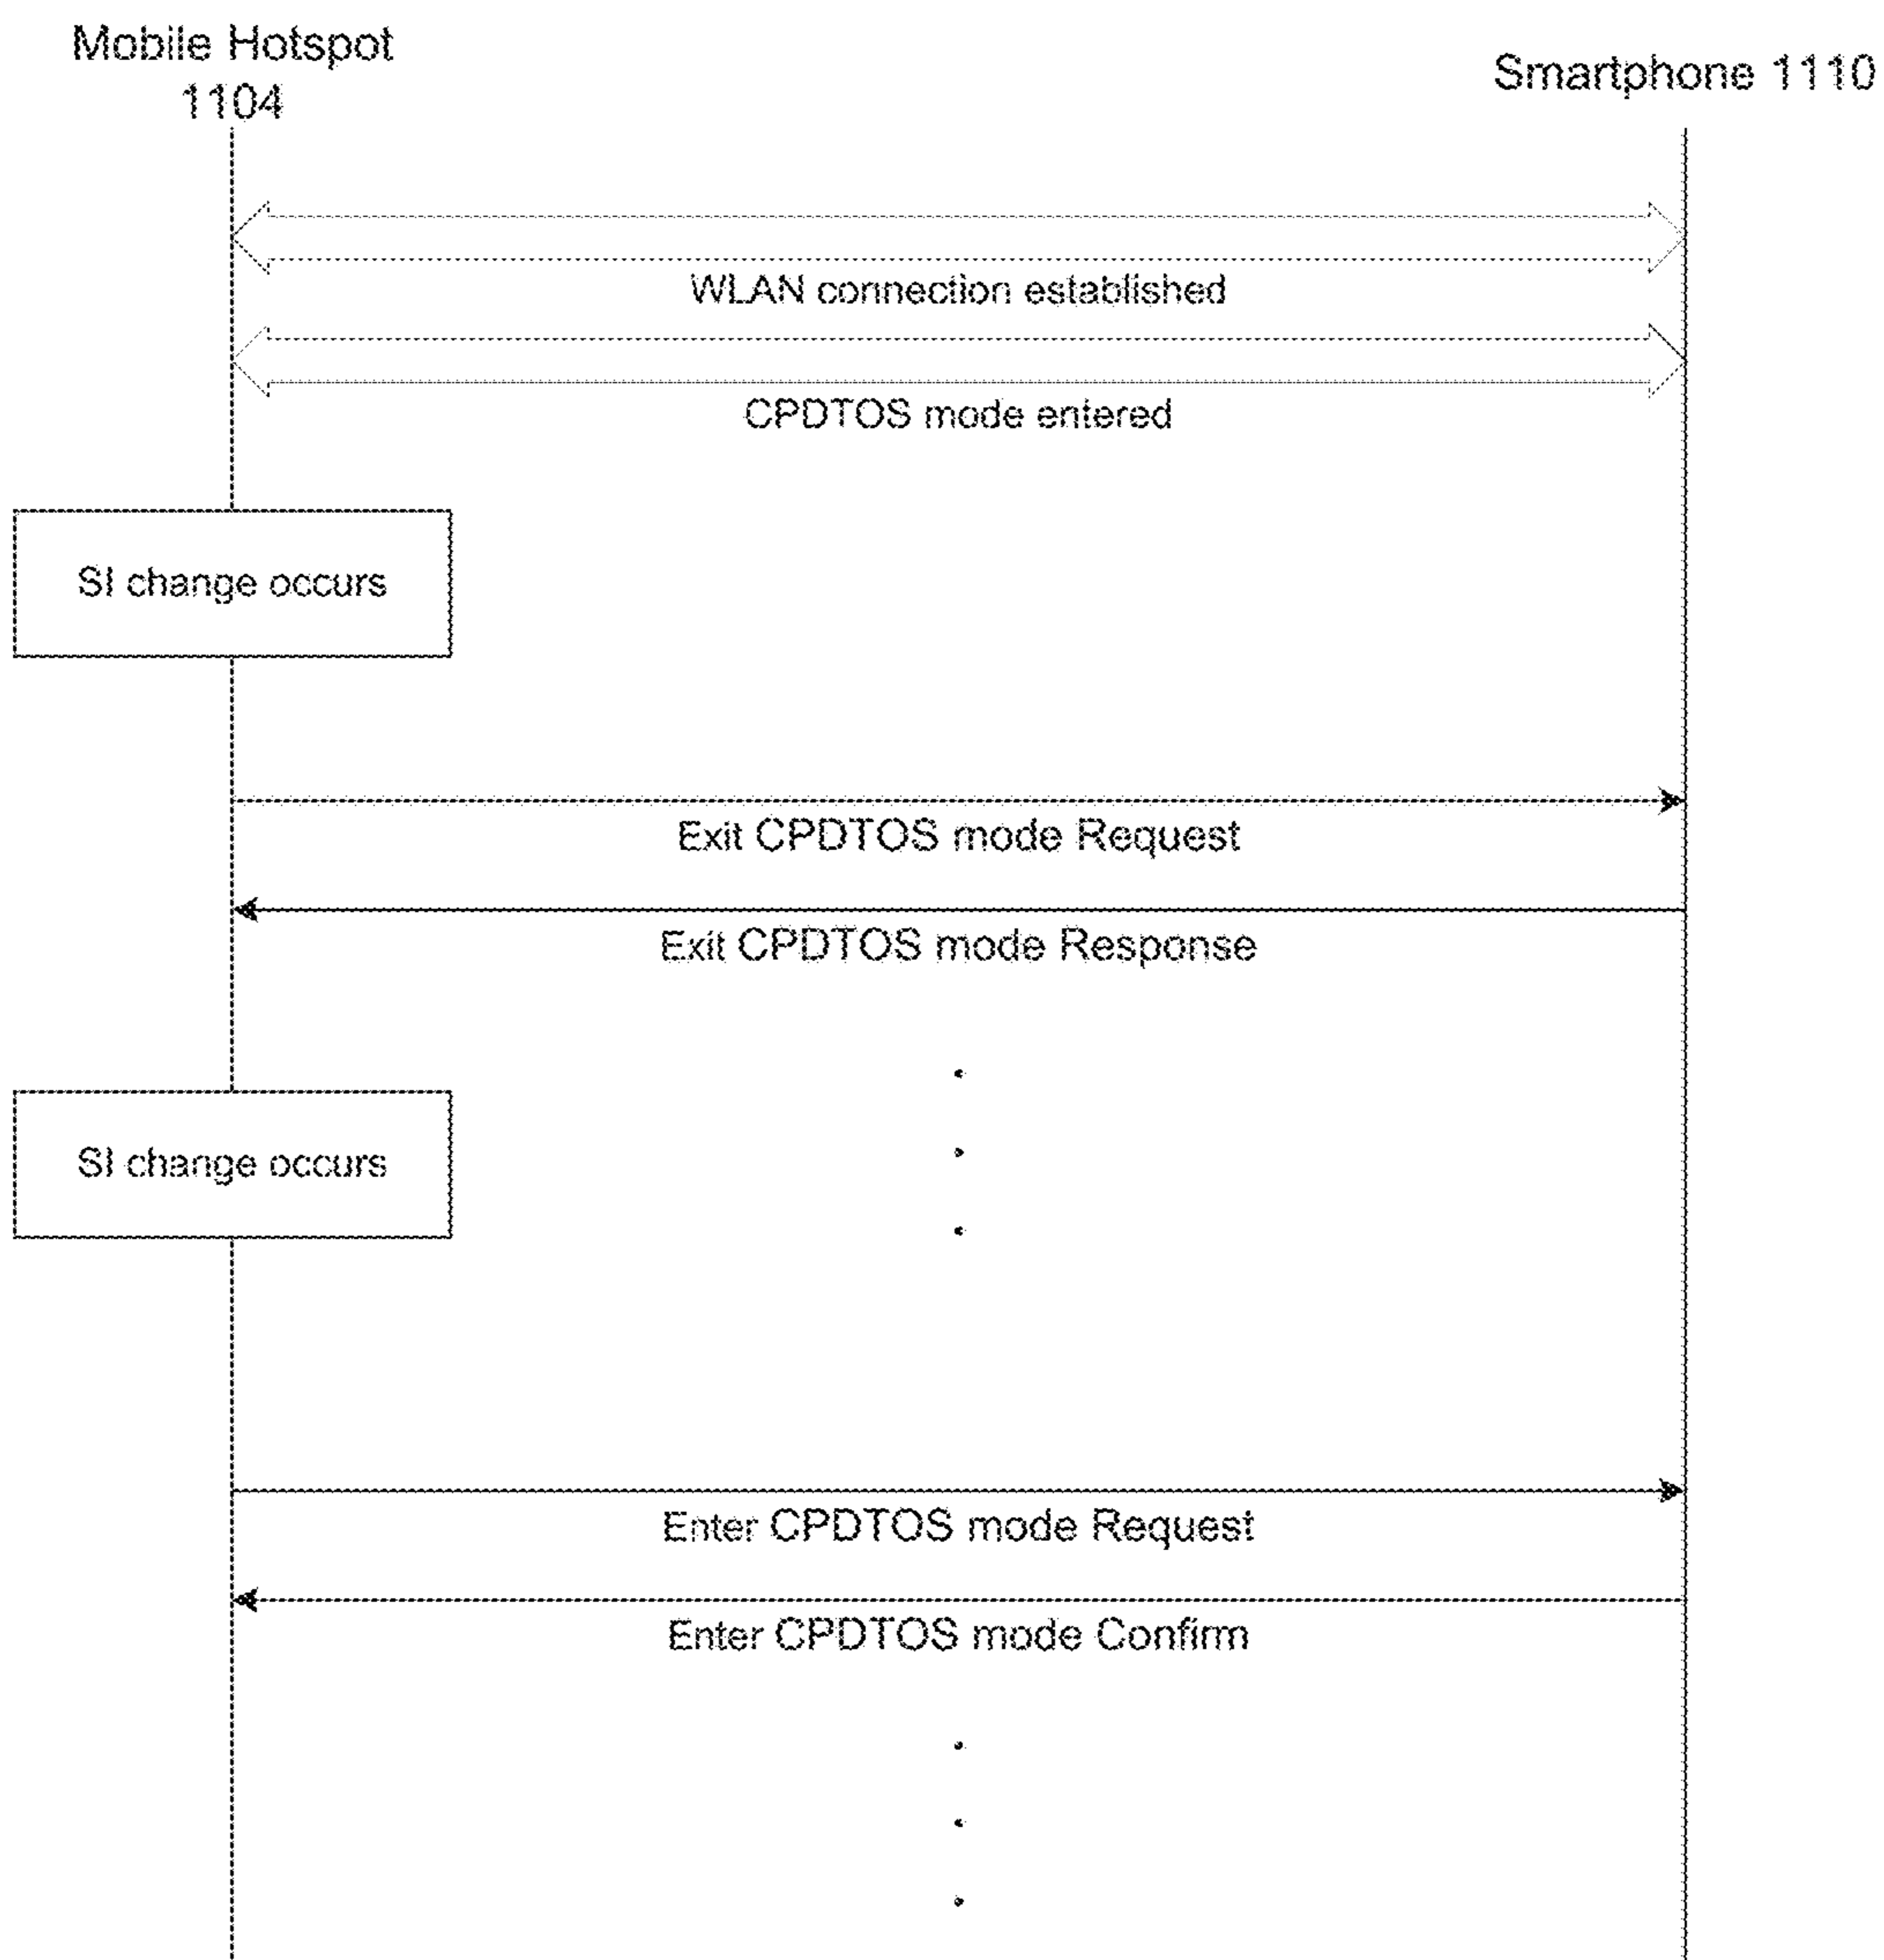 Mobile Hotspot
1104
Smartphone 1110
WLAN connection established
CPDTOS mode entered
SI change occurs
Exit CPDTOS mode Request
Exit CPDTOS mode Response
SI change occurs
Enter CPDTOS mode Request
Enter CPDTOS mode Confirm